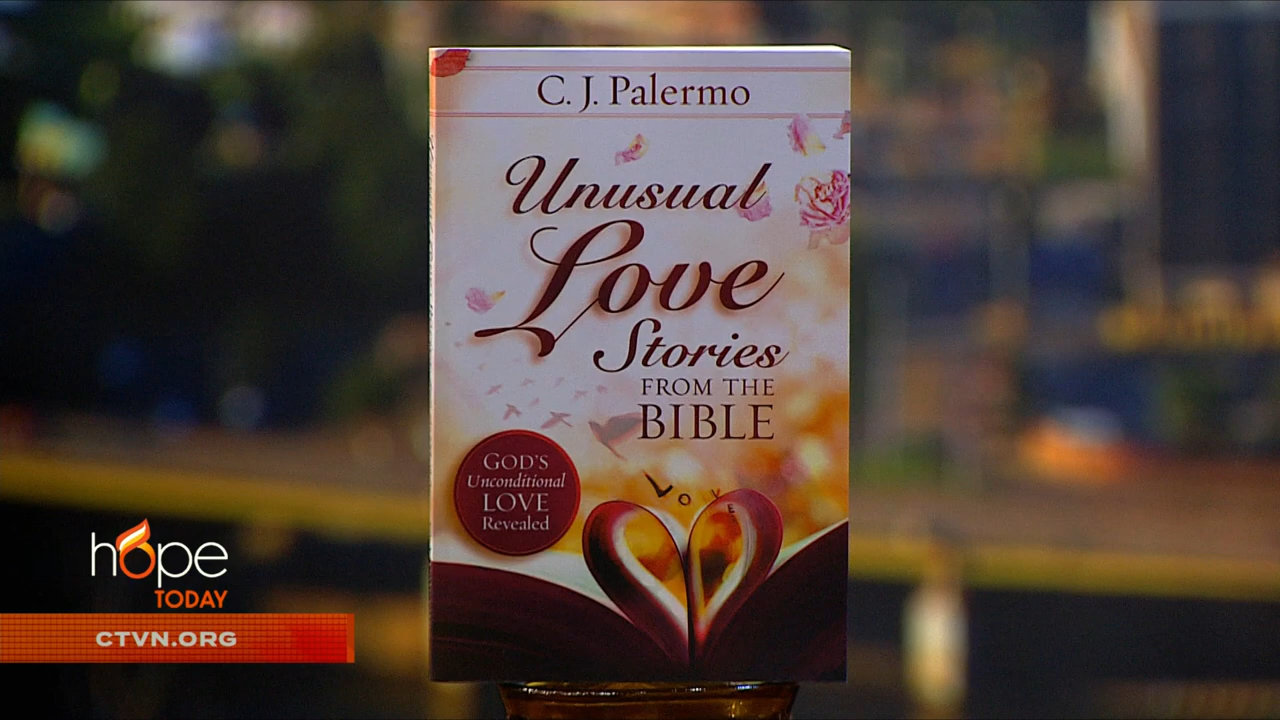 C. J. Palermo
Unusual
Love
Stories
FROM THE
BIBLE
GOD'S
Unconditional
LOVE
Revealed
LOVE
hope
TODAY
CTVN.ORG